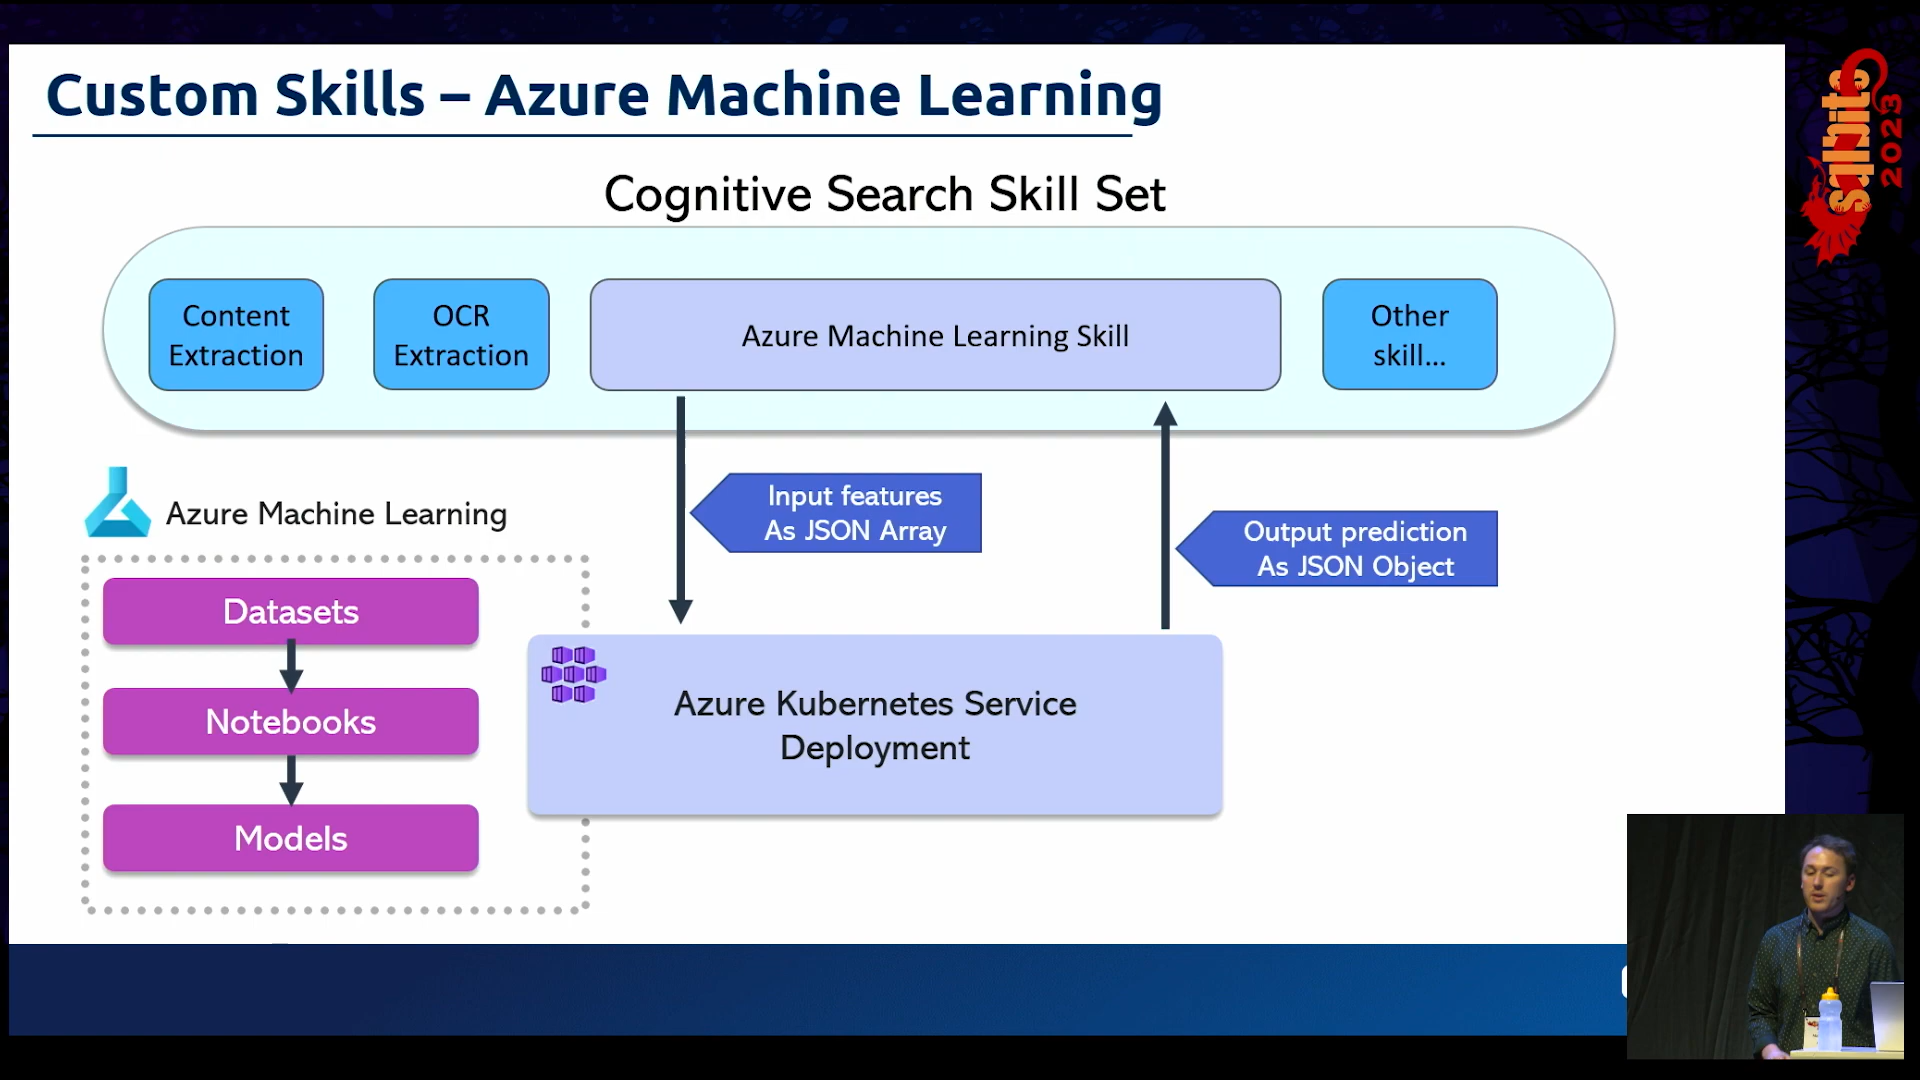 Custom Skills – Azure Machine Learning
Cognitive Search Skill Set
Content
Extraction
OCR
Extraction
Azure Machine Learning Skill
Other
skill...
Azure Machine Learning
Input features
As JSON Array
Output prediction
As JSON Object
Datasets
Notebooks
Models
Azure Kubernetes Service
Deployment
sqlbits
2023